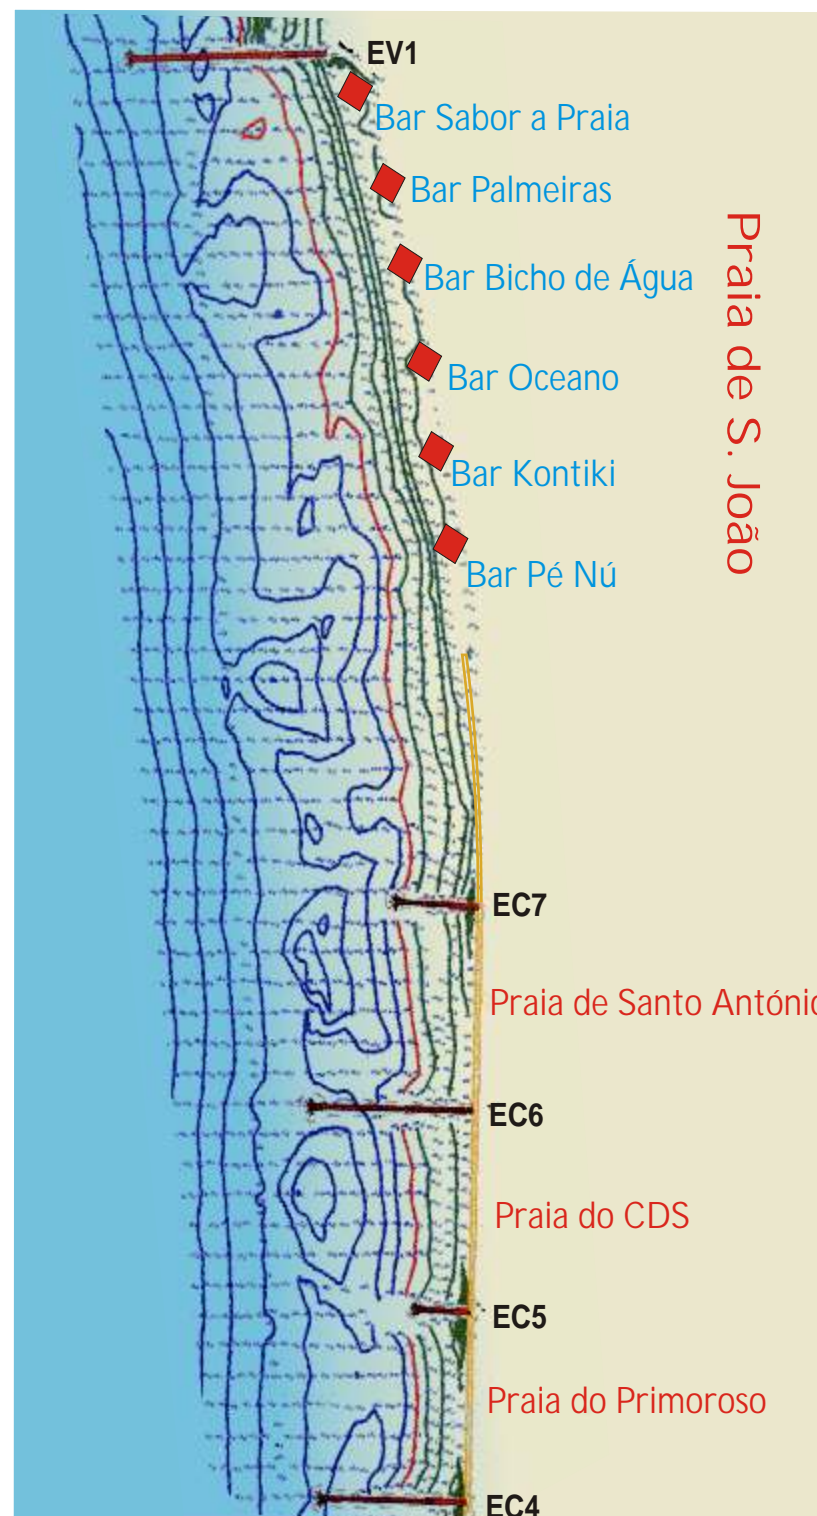 EV1
Bar Sabor a Praia
Bar Palmeiras
Praia de S. João
Bar Bicho de Água
Bar Oceano
Bar Kontiki
Bar Pé Nú
EC7
Praia de Santo António
EC6
Praia do CDS
EC5
Praia do Primoroso
EC4